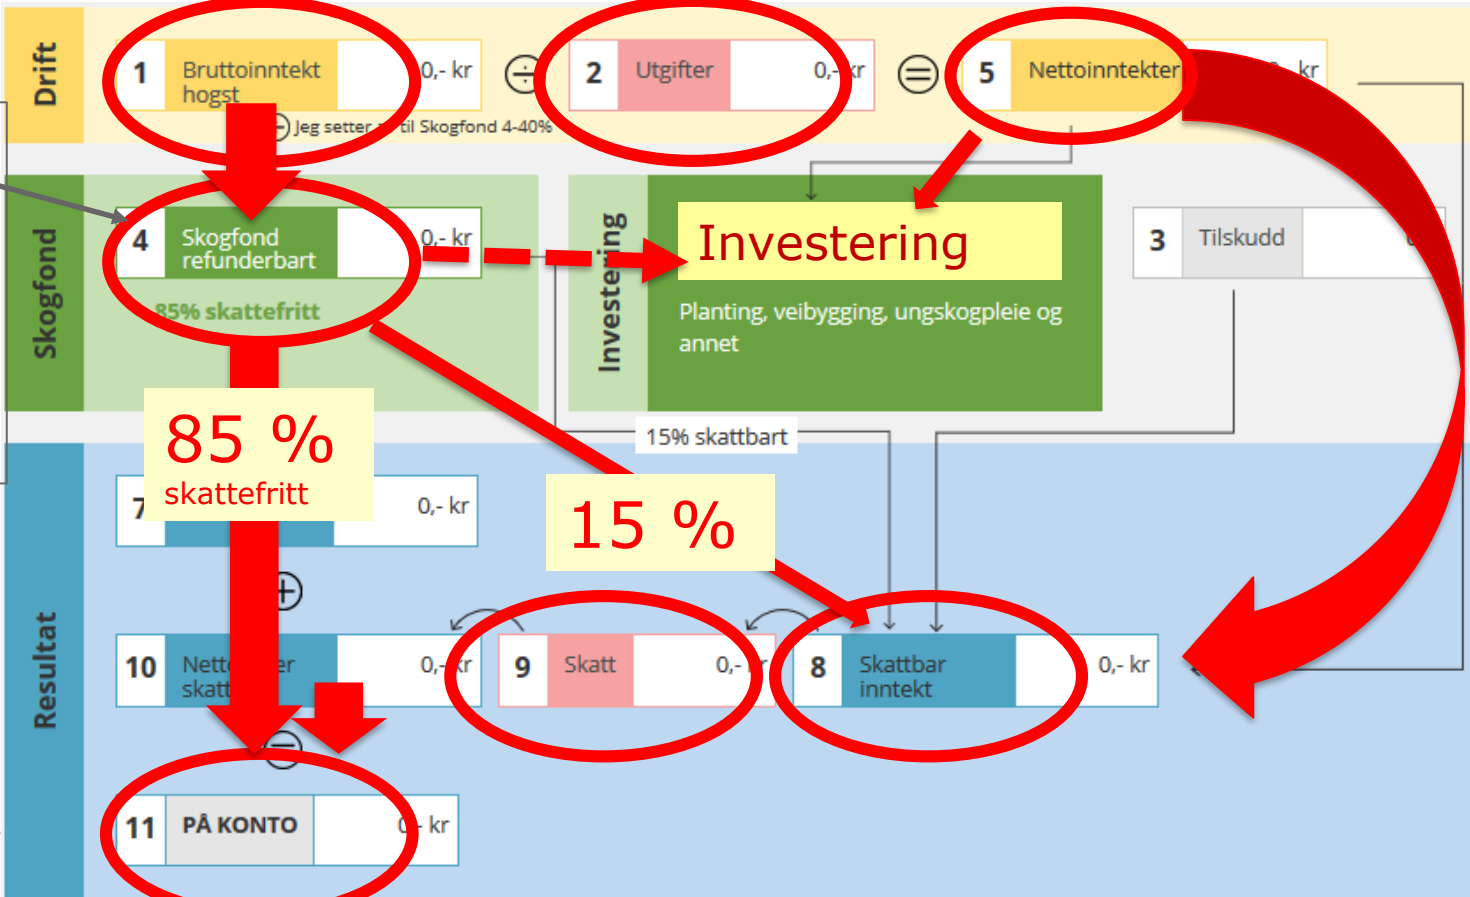 Drift
1 Bruttoinntekt hogst 0,- kr
2 Utgifter 0,- kr
5 Nettoinntekter kr
Jeg setter til Skogfond 4-40%
Skogfond
4 Skogfond refunderbart 0,- kr
85% skattefritt
Investering
Investering
Planting, veibygging, ungskogpleie og
annet
3 Tilskudd
85 %
skattefritt
15% skattbart
15 %
Resultat
7 0,- kr
10 0,- kr
9 Skatt 0,-
8 Skattbar inntekt 0,- kr
11 PÅ KONTO kr